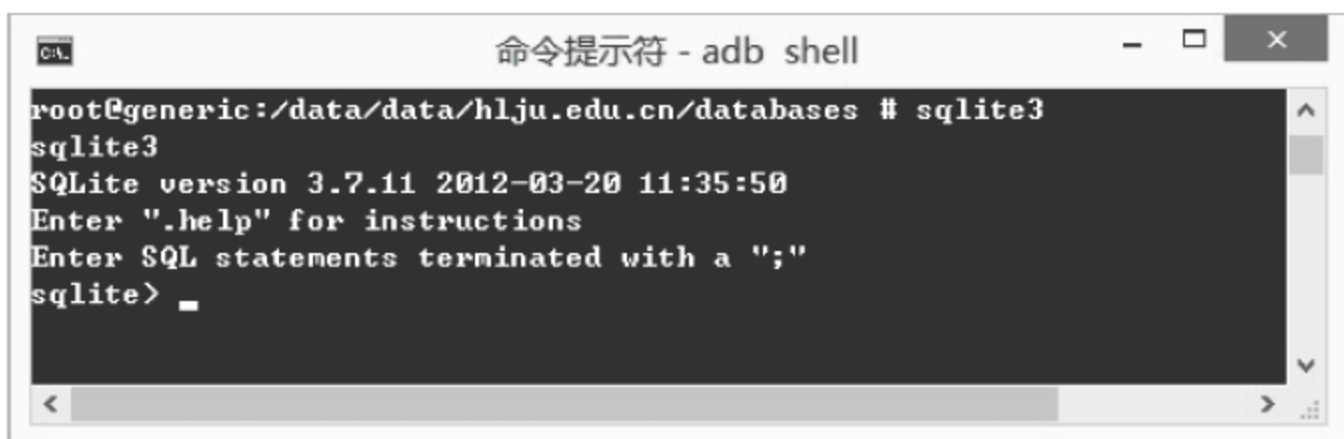 命令提示符 - adb shell
root@generic:/data/data/hlju.edu.cn/databases # sqlite3
sqlite3
SQLite version 3.7.11 2012-03-20 11:35:50
Enter ".help" for instructions
Enter SQL statements terminated with a ";"
sqlite>